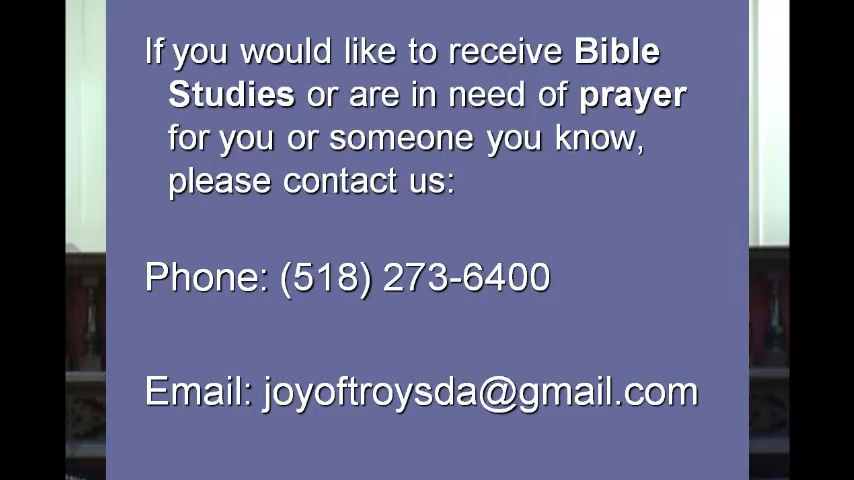 If you would like to receive Bible
Studies or are in need of prayer
for you or someone you know,
please contact us:
Phone: (518) 273-6400
Email: joyoftroysda@gmail.com